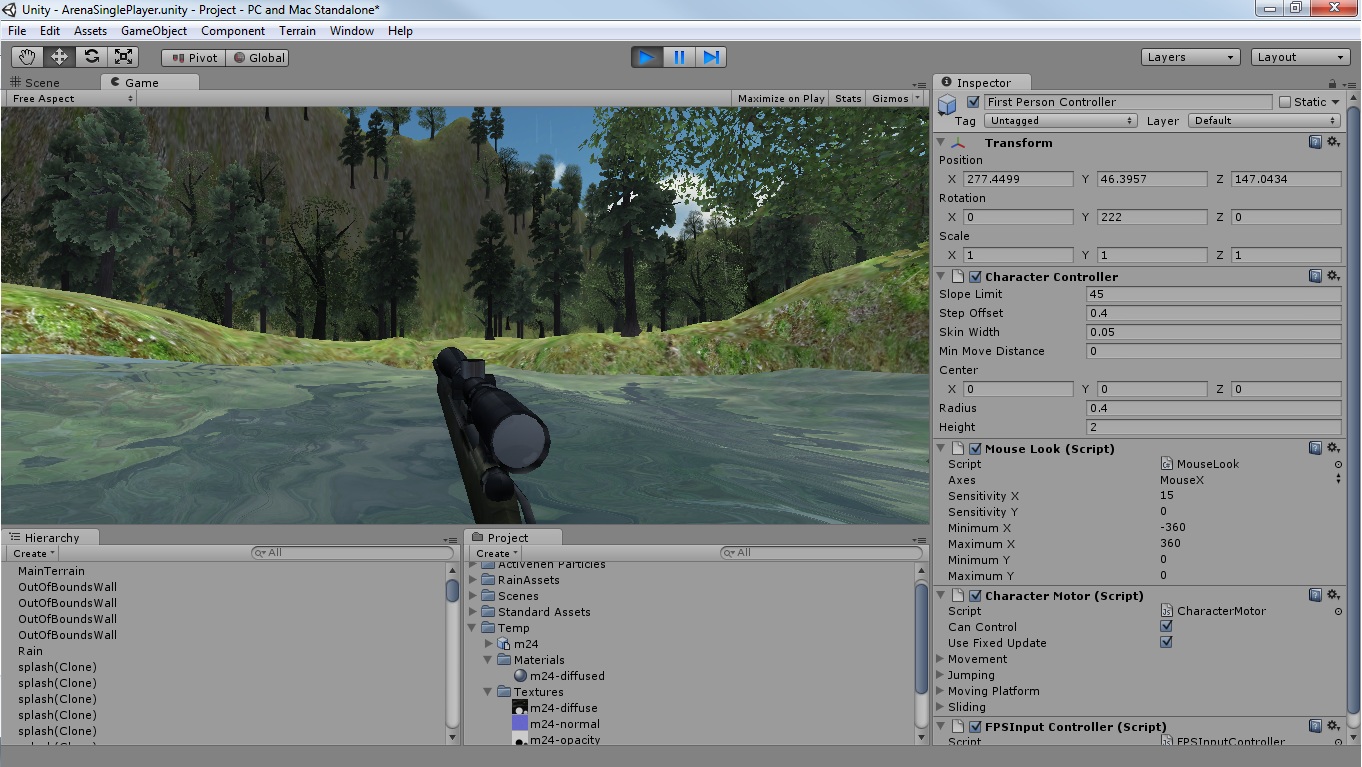 Unity - ArenaSinglePlayer.unity - Project - PC and Mac Standalone*
File Edit Assets GameObject Component Terrain Window Help
Pivot Global Layers Layout
Scene Game
Free Aspect Maximize on Play Stats Gizmos
Inspector
First Person Controller Static
Tag Untagged Layer Default
Transform
Position
X 277.4499 Y 46.3957 Z 147.0434
Rotation
X 0 Y 222 Z 0
Scale
X 1 Y 1 Z 1
Character Controller
Slope Limit 45
Step Offset 0.4
Skin Width 0.05
Min Move Distance 0
Center
X 0 Y 0 Z 0
Radius 0.4
Height 2
Mouse Look (Script)
Script MouseLook
Axes MouseX
Sensitivity X 15
Sensitivity Y 0
Minimum X -360
Maximum X 360
Minimum Y 0
Maximum Y 0
Character Motor (Script)
Script CharacterMotor
Can Control
Use Fixed Update
Movement
Jumping
Moving Platform
Sliding
FPSInput Controller (Script)
Script FPSInputController
Hierarchy
Create All
MainTerrain
OutOfBoundsWall
OutOfBoundsWall
OutOfBoundsWall
OutOfBoundsWall
Rain
splash(Clone)
splash(Clone)
splash(Clone)
splash(Clone)
splash(Clone)
Project
Create All
Particles
RainAssets
Scenes
Standard Assets
Temp
m24
Materials
m24-diffused
Textures
m24-diffuse
m24-normal
m24-opacity